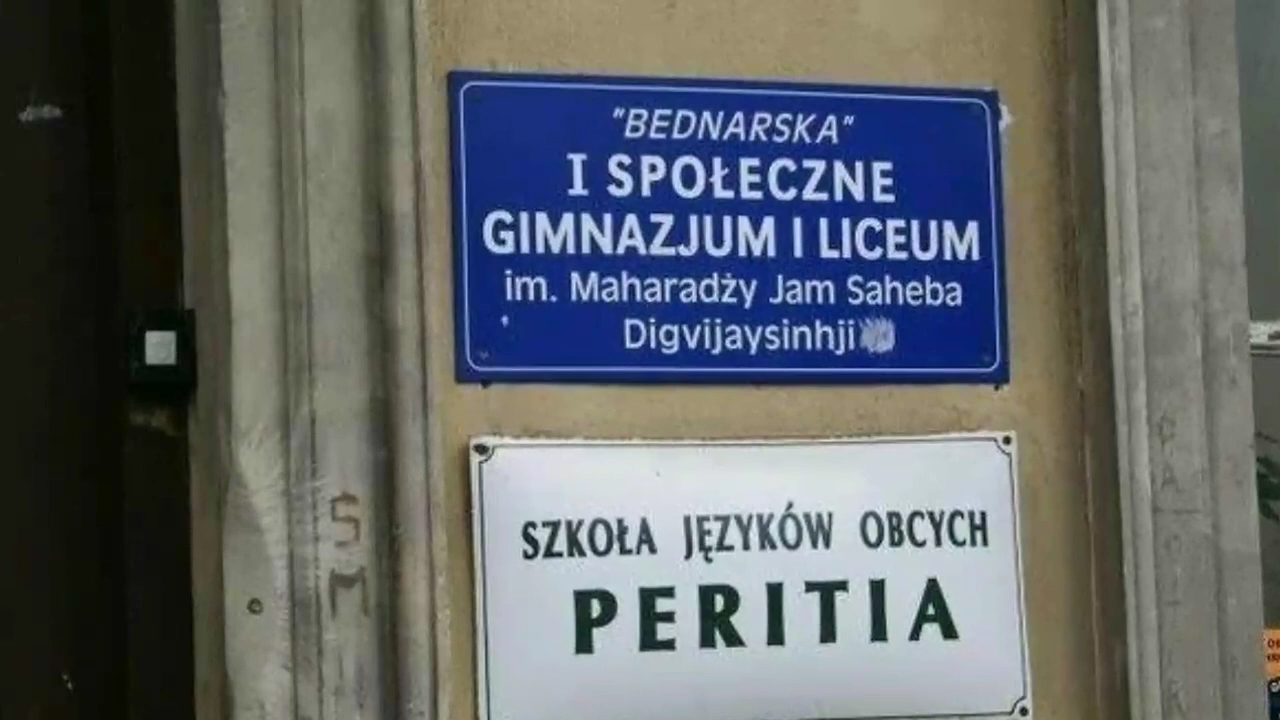 "BEDNARSKA"
I SPOŁECZNE
GIMNAZJUM I LICEUM
im. Maharadży Jam Saheba
Digvijaysinhji
SZKOŁA JĘZYKÓW OBCYCH
PERITIA
S
M